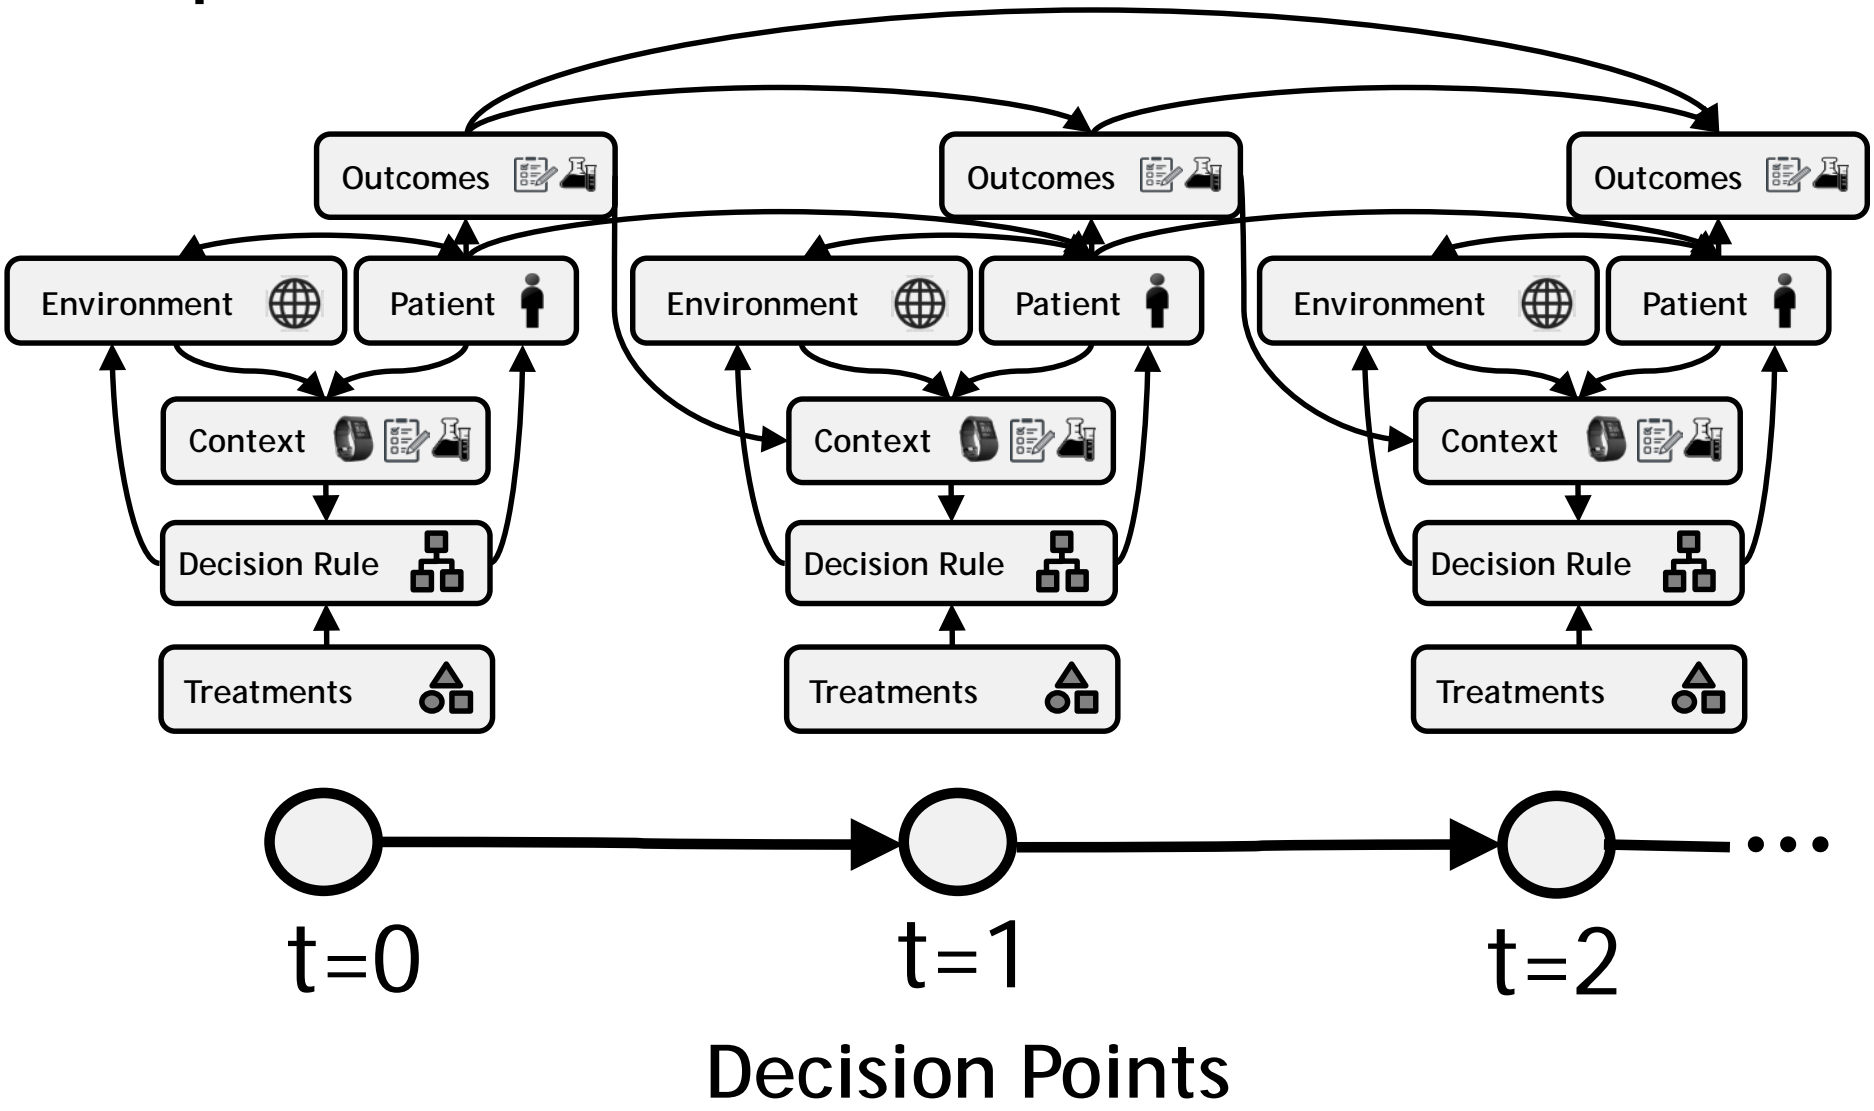 Outcomes Outcomes Outcomes
Environment Patient Environment Patient Environment Patient
Context Context Context
Decision Rule Decision Rule Decision Rule
Treatments Treatments Treatments
t=0 t=1 t=2
Decision Points